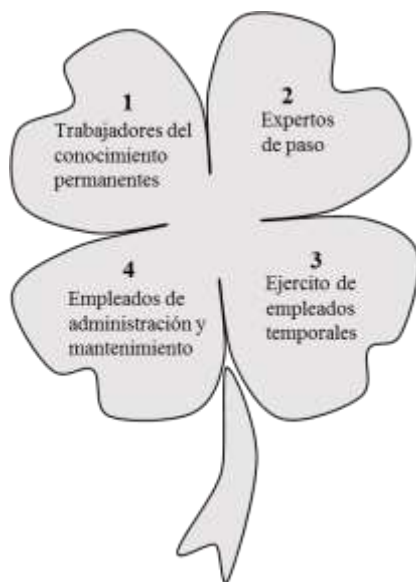 1
Trabajadores del
conocimiento
permanentes
2
Expertos
de paso
4
Empleados de
administración y
mantenimiento
3
Ejercito de
empleados
temporales